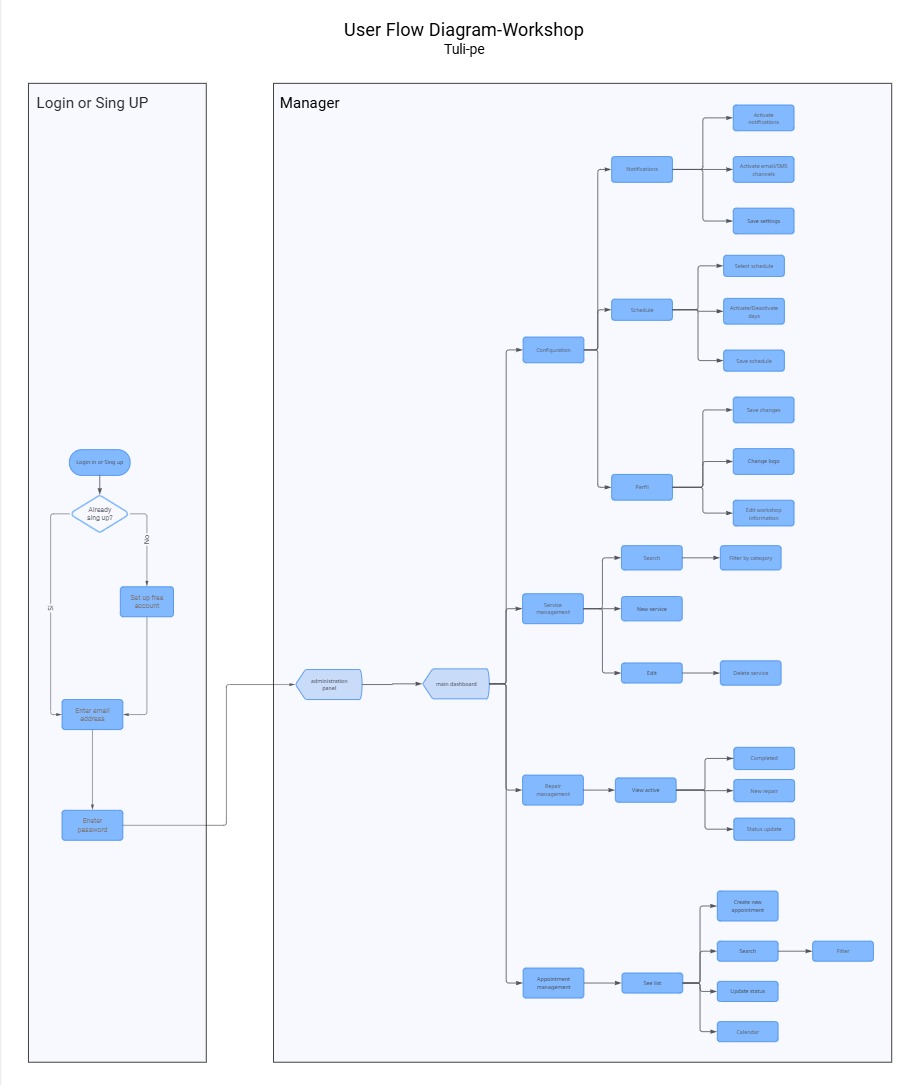 User Flow Diagram-Workshop
Tuli-pe
Login or Sing UP
Login in or Sing up
Already
sing up?
No
Si
Set up free
account
Enter email
address
Eneter
password
Manager
administration
panel
main dashboard
Configuration
Notifications
Activate
notifications
Activate email/SMS
channels
Save settings
Schedule
Select schedule
Activate/Deactivate
days
Save schedule
Perfil
Save changes
Change logo
Edit workshop
information
Service
management
Search
Filter by category
New service
Edit
Delete service
Repair
management
View active
Completed
New repair
Status update
Appointment
management
See list
Create new
appointment
Search
Filter
Update status
Calendar